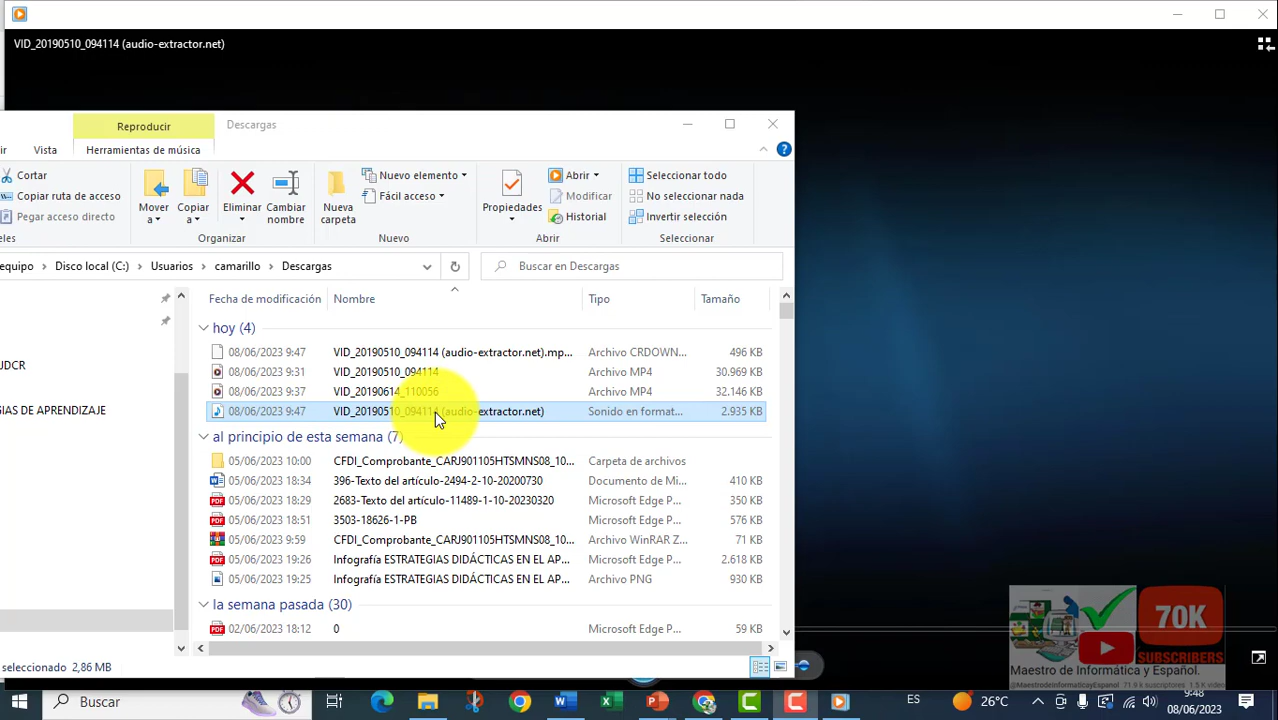 VID_20190510_094114 (audio-extractor.net)
Reproducir
Descargas
ir
Vista
Herramientas de música
Cortar
Copiar ruta de acceso
Pegar acceso directo
eles
Mover a
Copiar a
Eliminar
Cambiar nombre
Organizar
Nueva carpeta
Nuevo elemento
Fácil acceso
Nuevo
Propiedades
Abrir
Modificar
Historial
Abrir
Seleccionar todo
No seleccionar nada
Invertir selección
Seleccionar
equipo > Disco local (C:) > Usuarios > camarillo > Descargas
Buscar en Descargas
Fecha de modificación Nombre Tipo Tamaño
hoy (4)
08/06/2023 9:47 VID_20190510_094114 (audio-extractor.net).mp... Archivo CRDOWN... 496 KB
08/06/2023 9:31 VID_20190510_094114 Archivo MP4 30.969 KB
08/06/2023 9:37 VID_20190614_110056 Archivo MP4 32.146 KB
08/06/2023 9:47 VID_20190510_094114 (audio-extractor.net) Sonido en format... 2.935 KB
al principio de esta semana (7)
05/06/2023 10:00 CFDI_Comprobante_CARJ901105HTSMNS08_10... Carpeta de archivos
05/06/2023 18:34 396-Texto del artículo-2494-2-10-20200730 Documento de Mi... 410 KB
05/06/2023 18:29 2683-Texto del artículo-11489-1-10-20230320 Microsoft Edge P... 350 KB
05/06/2023 18:51 3503-18626-1-PB Microsoft Edge P... 576 KB
05/06/2023 9:59 CFDI_Comprobante_CARJ901105HTSMNS08_10... Archivo WinRAR Z... 71 KB
05/06/2023 19:26 Infografía ESTRATEGIAS DIDÁCTICAS EN EL AP... Microsoft Edge P... 2.618 KB
05/06/2023 19:25 Infografía ESTRATEGIAS DIDÁCTICAS EN EL AP... Archivo PNG 930 KB
la semana pasada (30)
02/06/2023 18:12 0 Microsoft Edge P... 59 KB
JDCR
GIAS DE APRENDIZAJE
seleccionado 2,86 MB
70K
SUBSCRIBERS
Maestro de Informática y Español.
@MaestrodeinformaticayEspanol 71.9 k suscriptores 1.5 K videos
Buscar
ES
26°C
9:48
08/06/2023